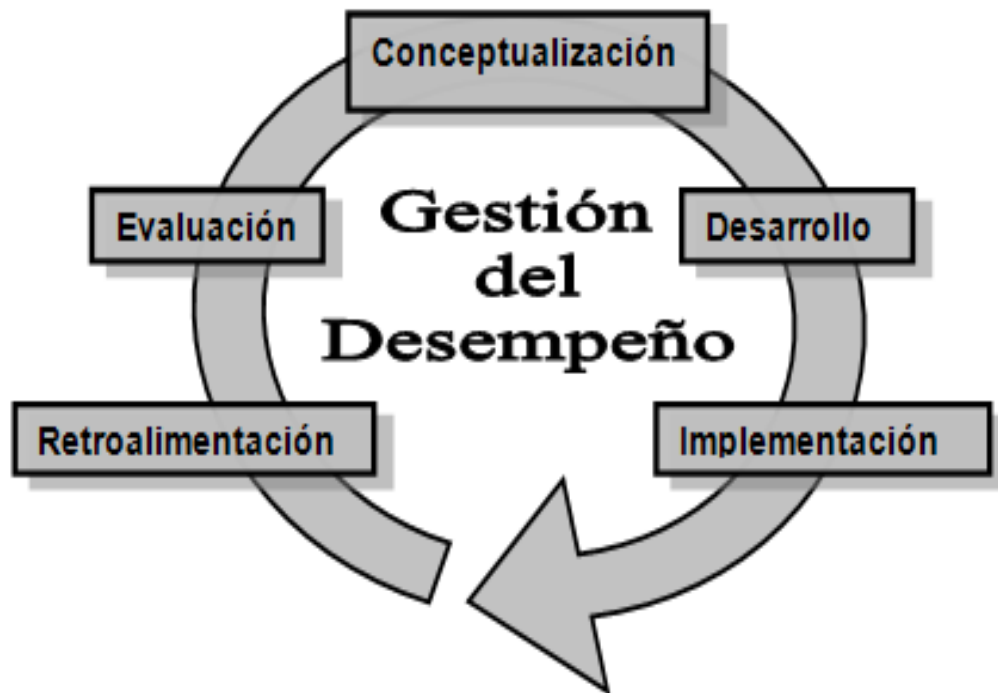 Conceptualización
Evaluación
Gestión
del
Desempeño
Desarrollo
Retroalimentación
Implementación